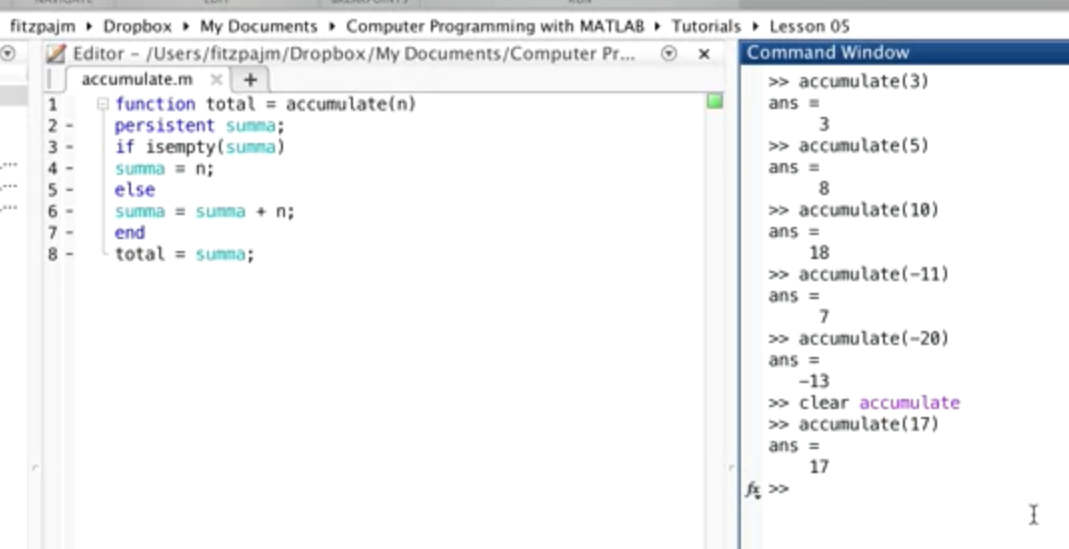 fitzpajm ▸ Dropbox ▸ My Documents ▸ Computer Programming with MATLAB ▸ Tutorials ▸ Lesson 05
Editor – /Users/fitzpajm/Dropbox/My Documents/Computer Pr...
accumulate.m × +
1 function total = accumulate(n)
2 - persistent summa;
3 - if isempty(summa)
4 - summa = n;
5 - else
6 - summa = summa + n;
7 - end
8 - total = summa;
Command Window
>> accumulate(3)
ans =
3
>> accumulate(5)
ans =
8
>> accumulate(10)
ans =
18
>> accumulate(-11)
ans =
7
>> accumulate(-20)
ans =
-13
>> clear accumulate
>> accumulate(17)
ans =
17
fx >>